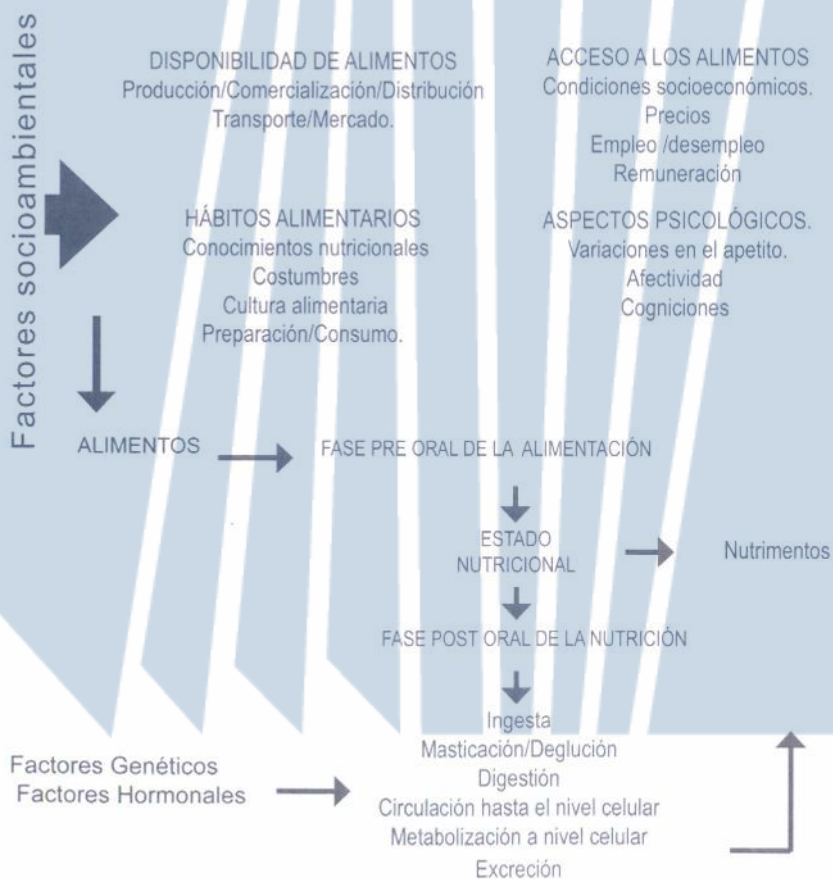 Factores socioambientales
DISPONIBILIDAD DE ALIMENTOS
Producción/Comercialización/Distribución
Transporte/Mercado.
ACCESO A LOS ALIMENTOS
Condiciones socioeconómicos.
Precios
Empleo /desempleo
Remuneración
HÁBITOS ALIMENTARIOS
Conocimientos nutricionales
Costumbres
Cultura alimentaria
Preparación/Consumo.
ASPECTOS PSICOLÓGICOS.
Variaciones en el apetito.
Afectividad
Cogniciones
ALIMENTOS
FASE PRE ORAL DE LA ALIMENTACIÓN
ESTADO
NUTRICIONAL
Nutrimentos
FASE POST ORAL DE LA NUTRICIÓN
Factores Genéticos
Factores Hormonales
Ingesta
Masticación/Deglución
Digestión
Circulación hasta el nivel celular
Metabolización a nivel celular
Excreción